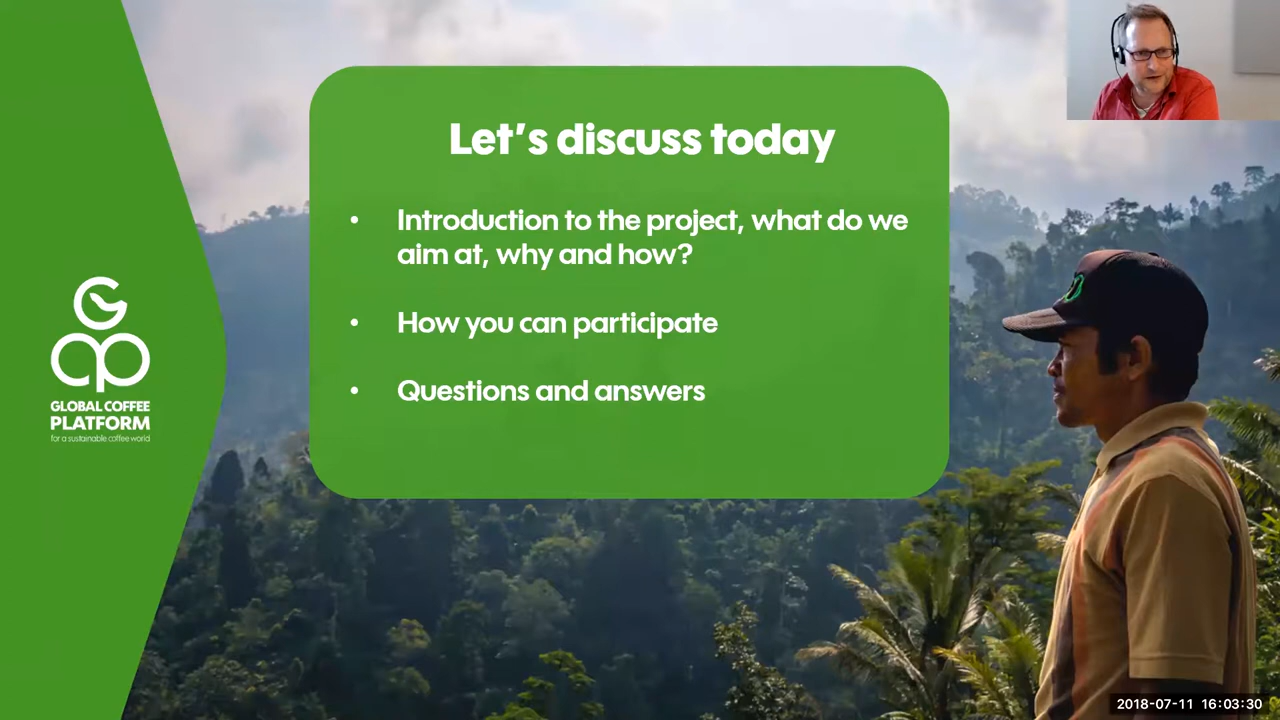 Let's discuss today
• Introduction to the project, what do we
aim at, why and how?
• How you can participate
• Questions and answers
GCP
GLOBAL COFFEE
PLATFORM
for a sustainable coffee world
2018-07-11 16:03:30